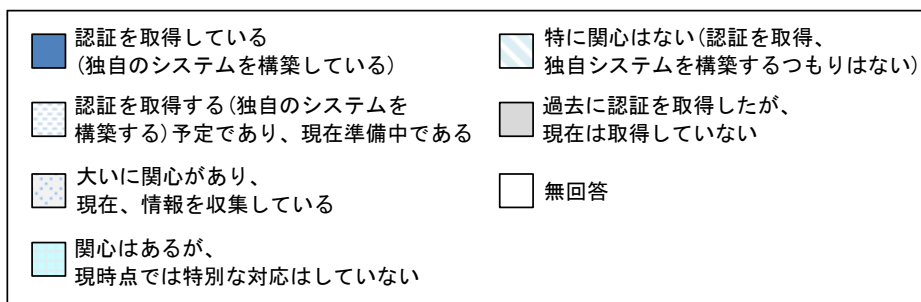 認証を取得している
(独自のシステムを構築している)
認証を取得する(独自のシステムを
構築する)予定であり、現在準備中である
大いに関心があり、
現在、情報を収集している
関心はあるが、
現時点では特別な対応はしていない
特に関心はない(認証を取得、
独自システムを構築するつもりはない)
過去に認証を取得したが、
現在は取得していない
無回答